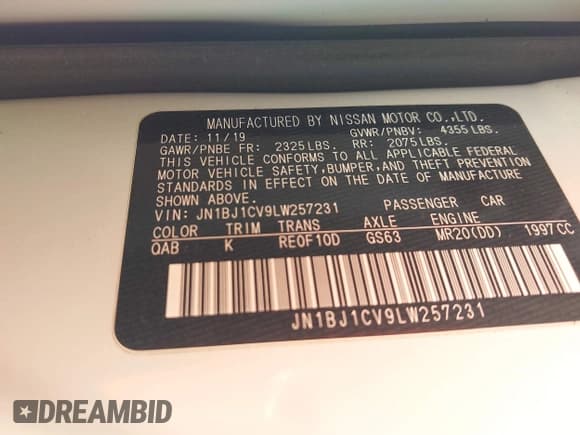 MANUFACTURED BY NISSAN MOTOR CO.,LTD.
DATE: 11/19 GVWR/PNBV: 4355 LBS.
GAWR/PNBE FR: 2325 LBS. RR: 2075 LBS.
THIS VEHICLE CONFORMS TO ALL APPLICABLE FEDERAL
MOTOR VEHICLE SAFETY, BUMPER, AND THEFT PREVENTION
STANDARDS IN EFFECT ON THE DATE OF MANUFACTURE
SHOWN ABOVE.
VIN: JN1BJ1CV9LW257231 PASSENGER CAR
COLOR TRIM TRANS AXLE ENGINE
QAB K RE0F10D GS63 MR20(DD) 1997 CC
JN1BJ1CV9LW257231
DREAMBID